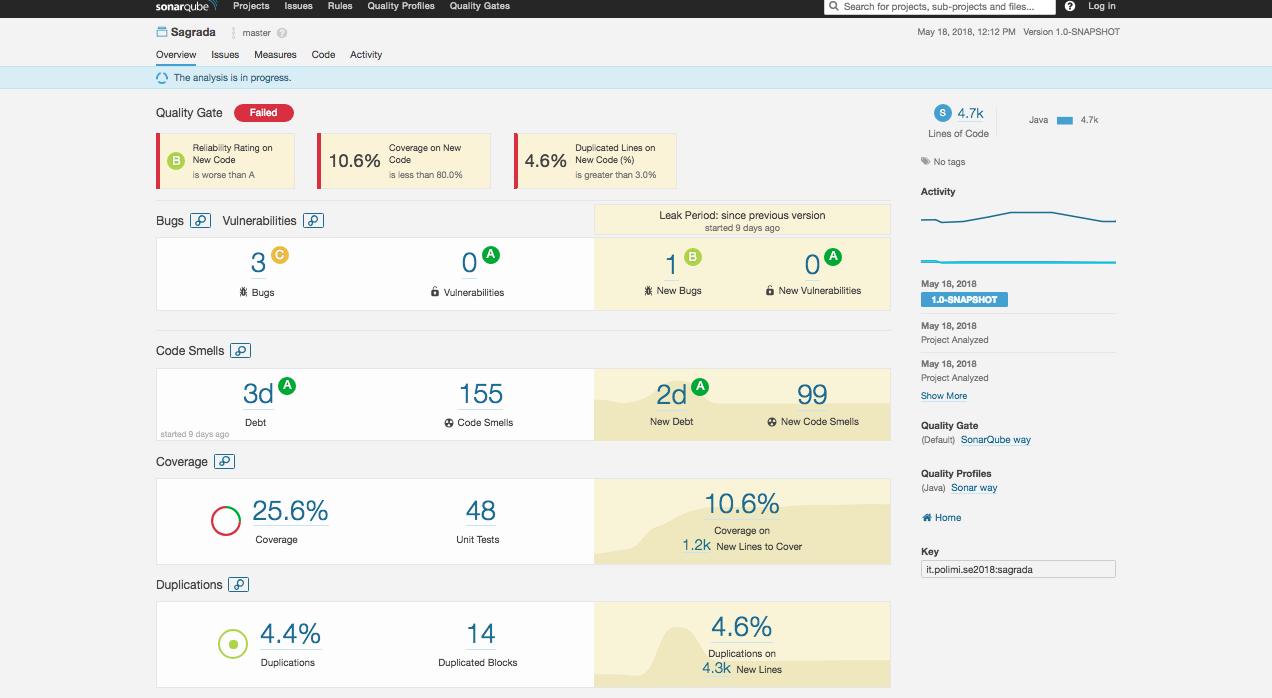 sonarqube Projects Issues Rules Quality Profiles Quality Gates Search for projects, sub-projects and files... ? Log in
Sagrada master ? May 18, 2018, 12:12 PM Version 1.0-SNAPSHOT
Overview Issues Measures Code Activity
The analysis is in progress.
Quality Gate Failed
B Reliability Rating on
New Code
is worse than A
10.6% Coverage on New
Code
is less than 80.0%
4.6% Duplicated Lines on
New Code (%)
is greater than 3.0%
Bugs Vulnerabilities
Leak Period: since previous version
started 9 days ago
3 C 0 A 1 B 0 A
Bugs Vulnerabilities New Bugs New Vulnerabilities
Code Smells
3d A 155 2d A 99
Debt Code Smells New Debt New Code Smells
started 9 days ago
Coverage
25.6% 48 10.6%
Coverage Unit Tests Coverage on
1.2k New Lines to Cover
Duplications
4.4% 14 4.6%
Duplications Duplicated Blocks Duplications on
4.3k New Lines
S 4.7k
Lines of Code
Java 4.7k
No tags
Activity
May 18, 2018
1.0-SNAPSHOT
May 18, 2018
Project Analyzed
May 18, 2018
Project Analyzed
Show More
Quality Gate
(Default) SonarQube way
Quality Profiles
(Java) Sonar way
Home
Key
it.polimi.se2018:sagrada